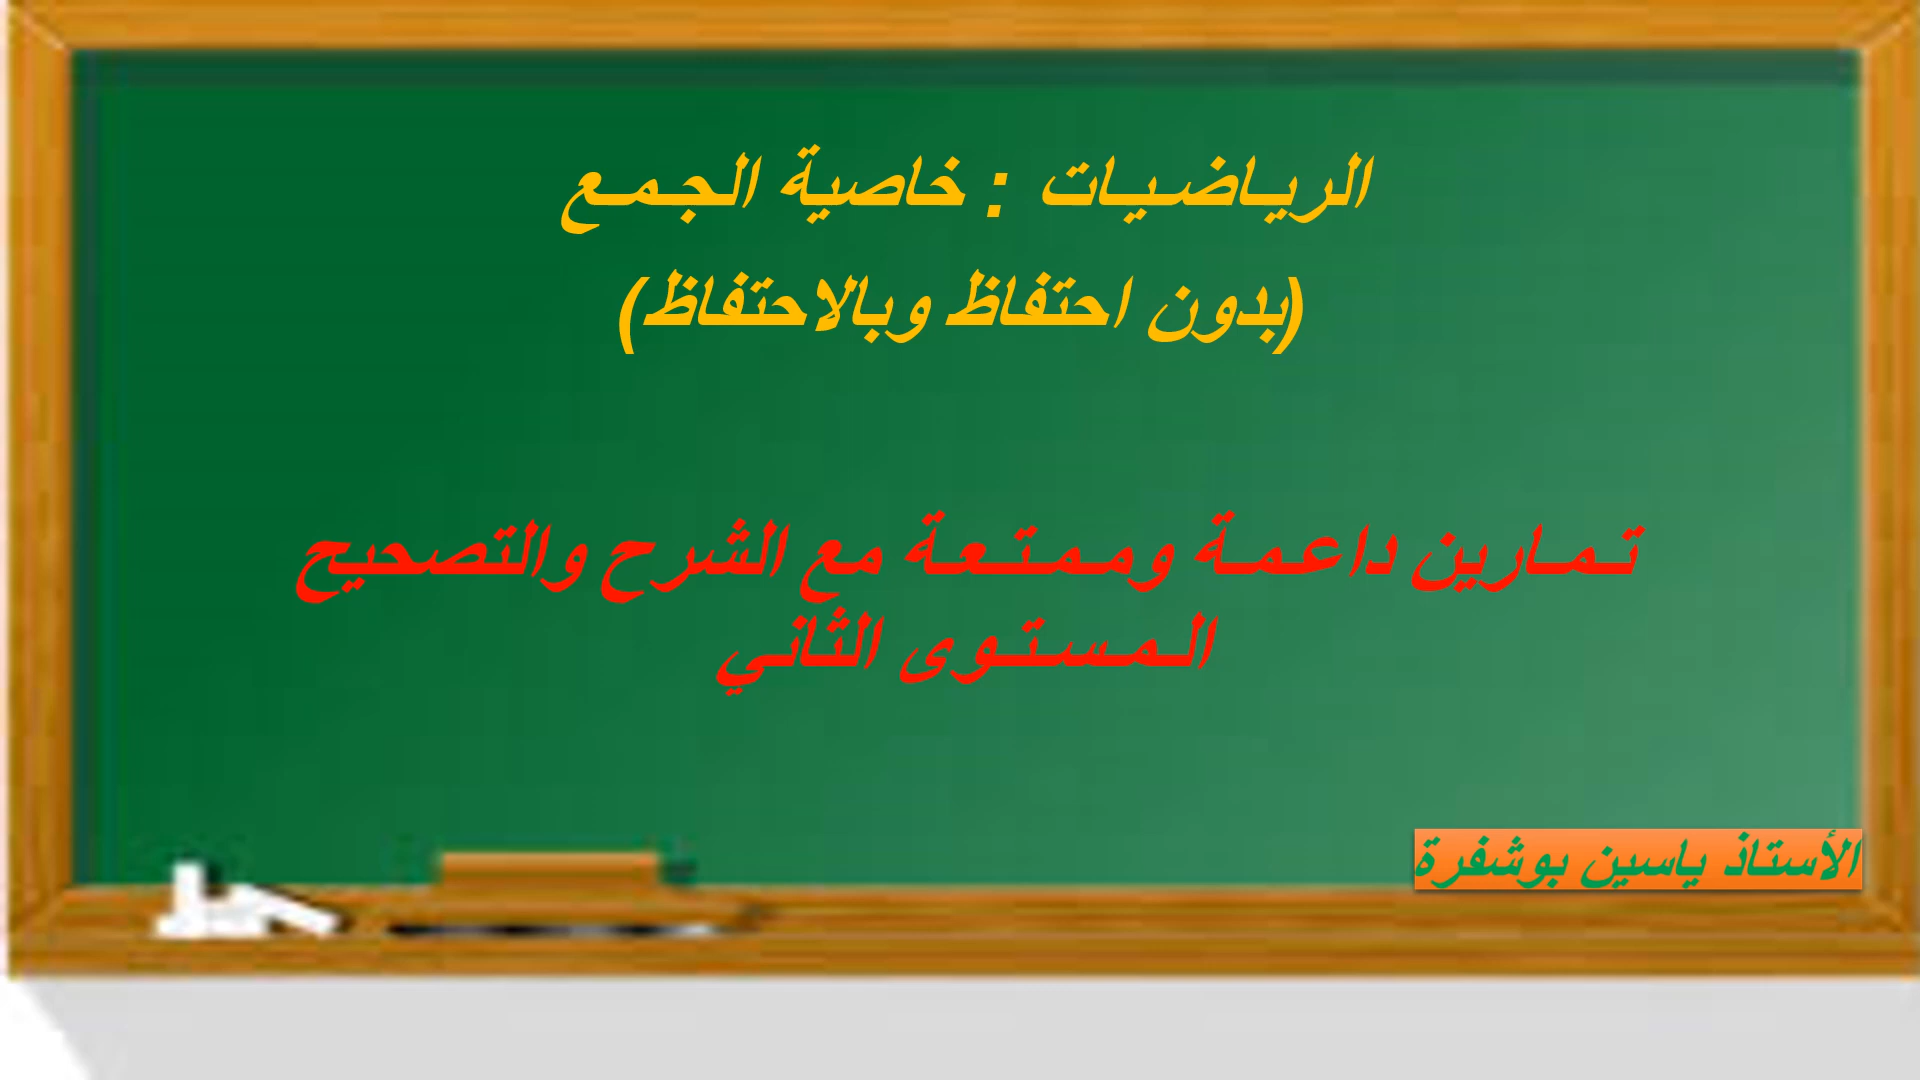 الرياضيات : خاصية الجمع
(بدون احتفاظ وبالاحتفاظ)
تمارين داعمة وممتعة مع الشرح والتصحيح
المستوى الثاني
الأستاذ ياسين بوشفرة